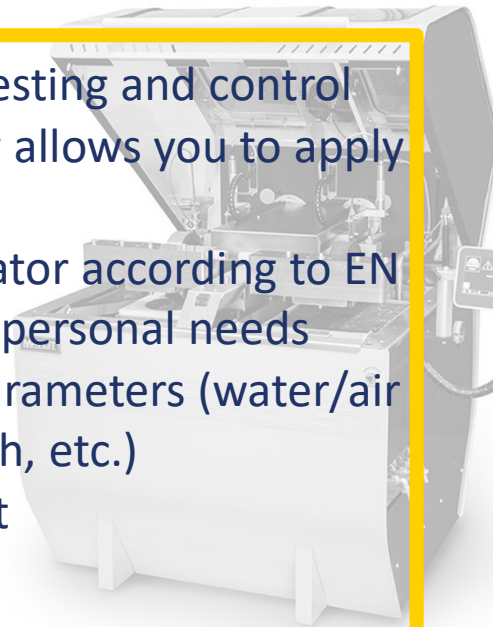 esting and control
allows you to apply
ator according to EN
personal needs
rameters (water/air
h, etc.)
t